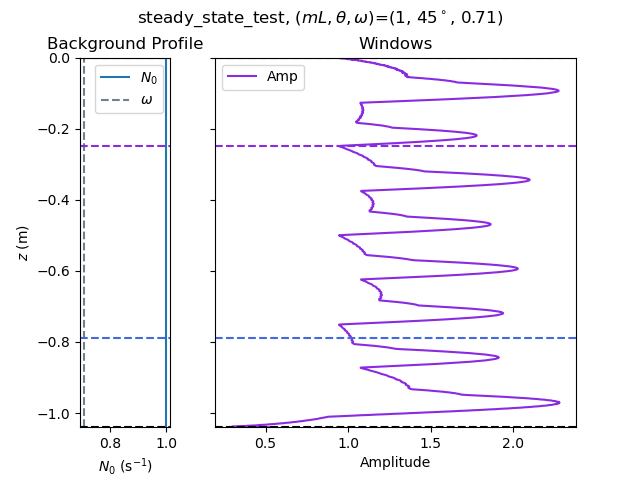 steady_state_test, (mL, θ, ω)=(1, 45°, 0.71)
Background Profile
Windows
N₀
ω
Amp
0.0
−0.2
−0.4
−0.6
−0.8
−1.0
z (m)
0.8
1.0
0.5
1.0
1.5
2.0
N₀ (s⁻¹)
Amplitude